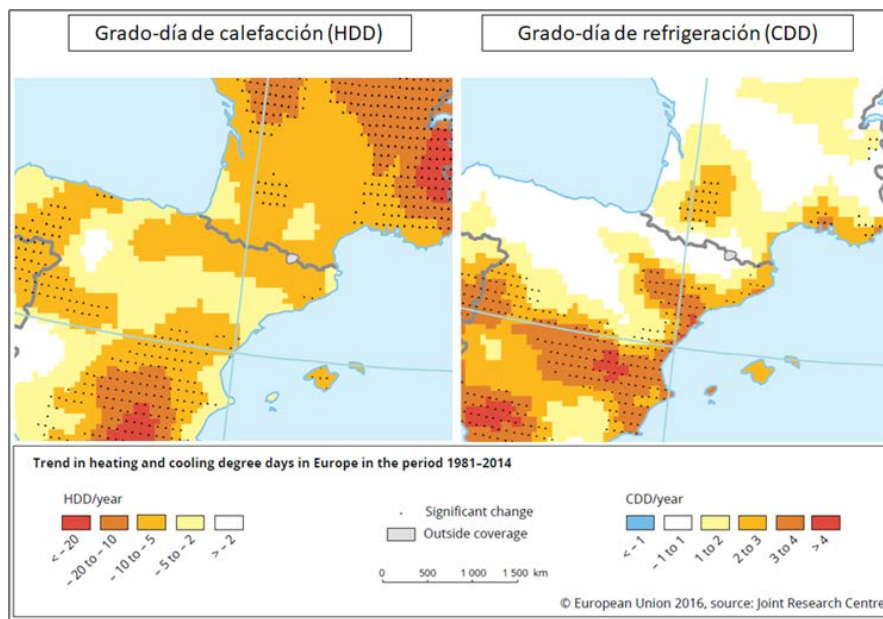 Grado-día de calefacción (HDD)
Grado-día de refrigeración (CDD)
Trend in heating and cooling degree days in Europe in the period 1981–2014
HDD/year
< – 20
– 20 to – 10
– 10 to – 5
– 5 to – 2
> – 2
Significant change
Outside coverage
0 500 1 000 1 500 km
CDD/year
< – 1
– 1 to 1
1 to 2
2 to 3
3 to 4
> 4
© European Union 2016, source: Joint Research Centre